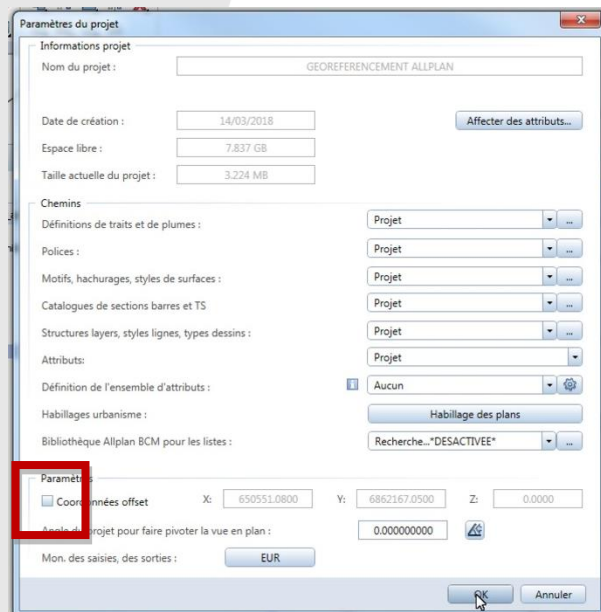 Paramètres du projet
Informations projet
Nom du projet : GEOREFERENCEMENT ALLPLAN
Date de création : 14/03/2018 Affecter des attributs...
Espace libre : 7.837 GB
Taille actuelle du projet : 3.224 MB
Chemins
Définitions de traits et de plumes : Projet ...
Polices : Projet ...
Motifs, hachurages, styles de surfaces : Projet ...
Catalogues de sections barres et TS Projet ...
Structures layers, styles lignes, types dessins : Projet ...
Attributs: Projet
Définition de l'ensemble d'attributs : Aucun
Habillages urbanisme : Habillage des plans
Bibliothèque Allplan BCM pour les listes : Recherche...*DESACTIVEE* ...
Paramètres
Coordonnées offset X: 650551.0800 Y: 6862167.0500 Z: 0.0000
Angle du projet pour faire pivoter la vue en plan : 0.000000000
Mon. des saisies, des sorties : EUR
OK Annuler